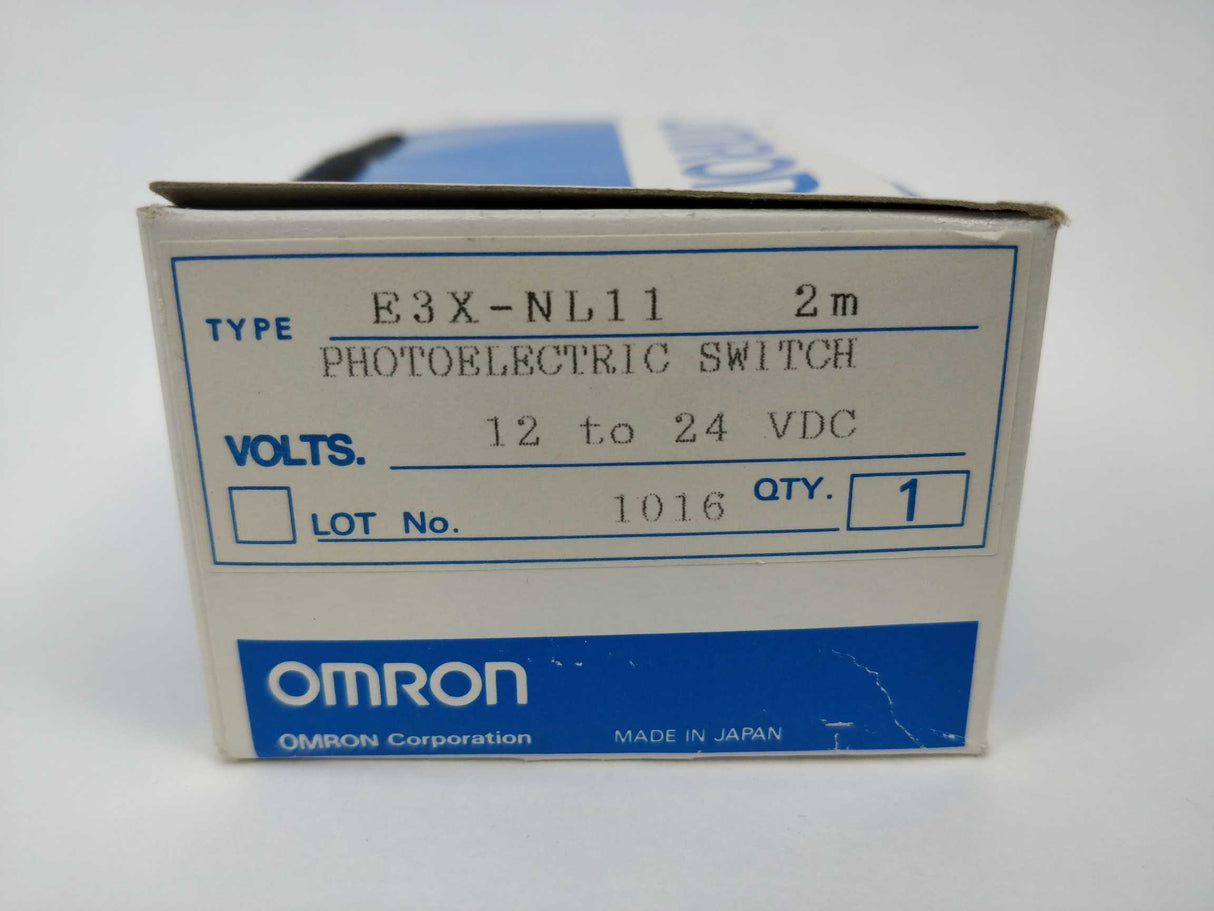 OMRON
TYPE E3X-NL11 2m
PHOTOELECTRIC SWITCH
VOLTS. 12 to 24 VDC
LOT No. 1016 QTY. 1
OMRON
OMRON Corporation MADE IN JAPAN